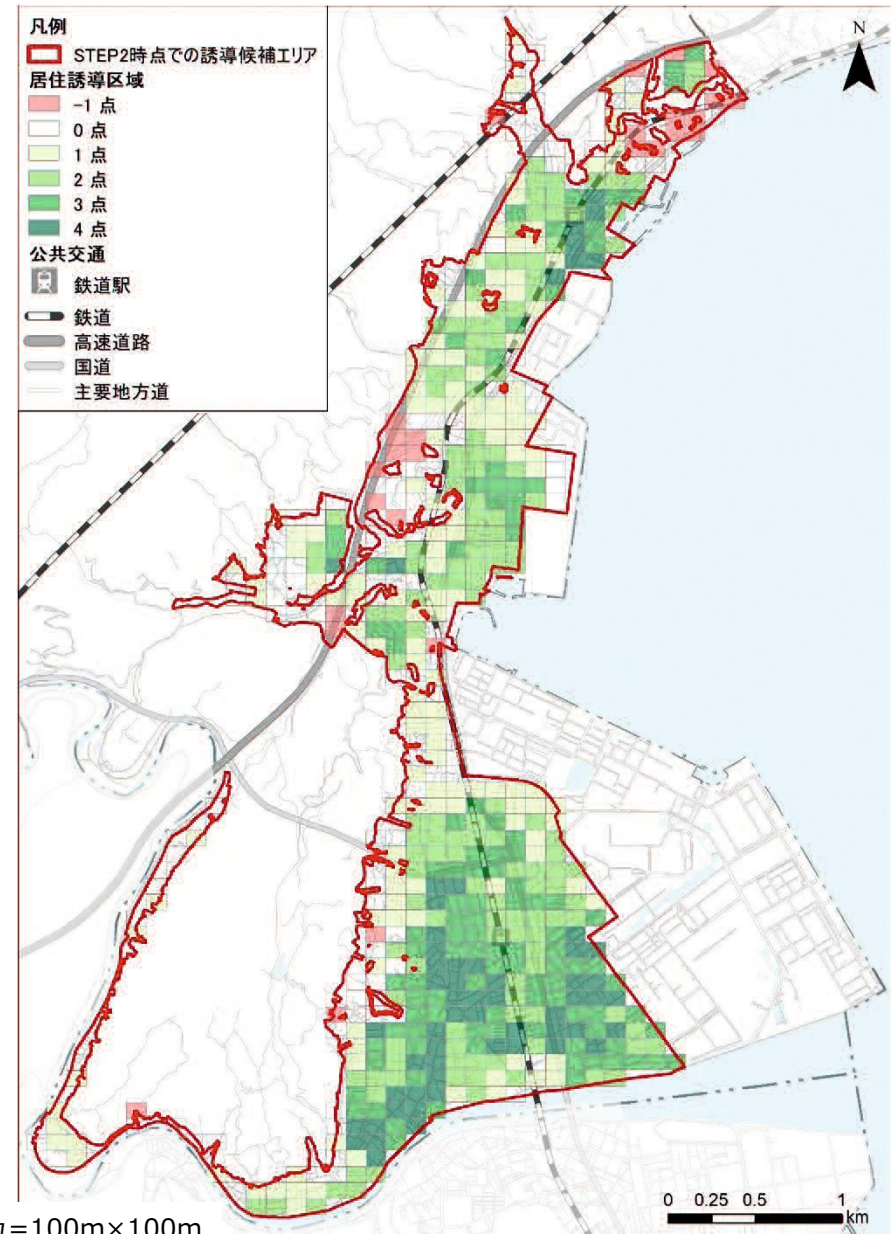 凡例
STEP2時点での誘導候補エリア
居住誘導区域
-1 点
0 点
1 点
2 点
3 点
4 点
公共交通
鉄道駅
鉄道
高速道路
国道
主要地方道
N
0 0.25 0.5 1
km
=100m×100m